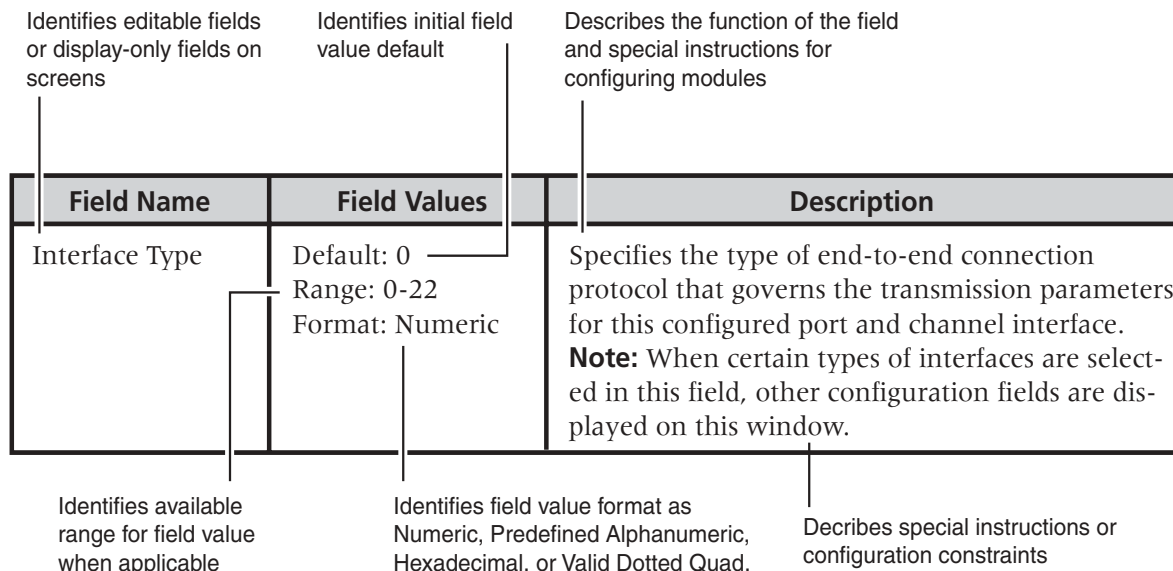 Identifies editable fields
or display-only fields on
screens
Identifies initial field
value default
Describes the function of the field
and special instructions for
configuring modules
Field Name
Field Values
Description
Interface Type
Default: 0
Range: 0-22
Format: Numeric
Specifies the type of end-to-end connection
protocol that governs the transmission parameters
for this configured port and channel interface.
Note: When certain types of interfaces are select-
ed in this field, other configuration fields are dis-
played on this window.
Identifies available
range for field value
when applicable
Identifies field value format as
Numeric, Predefined Alphanumeric,
Hexadecimal, or Valid Dotted Quad.
Decribes special instructions or
configuration constraints